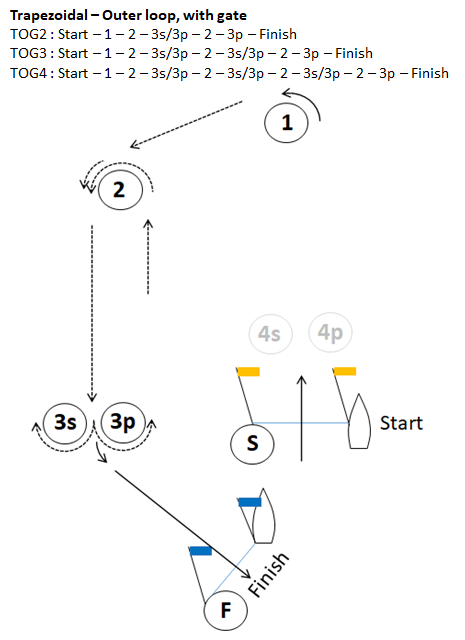 Trapezoidal – Outer loop, with gate
TOG2 : Start – 1 – 2 – 3s/3p – 2 – 3p – Finish
TOG3 : Start – 1 – 2 – 3s/3p – 2 – 3s/3p – 2 – 3p – Finish
TOG4 : Start – 1 – 2 – 3s/3p – 2 – 3s/3p – 2 – 3s/3p – 2 – 3p – Finish
1
2
4s 4p
3s 3p
S
Start
Finish
F